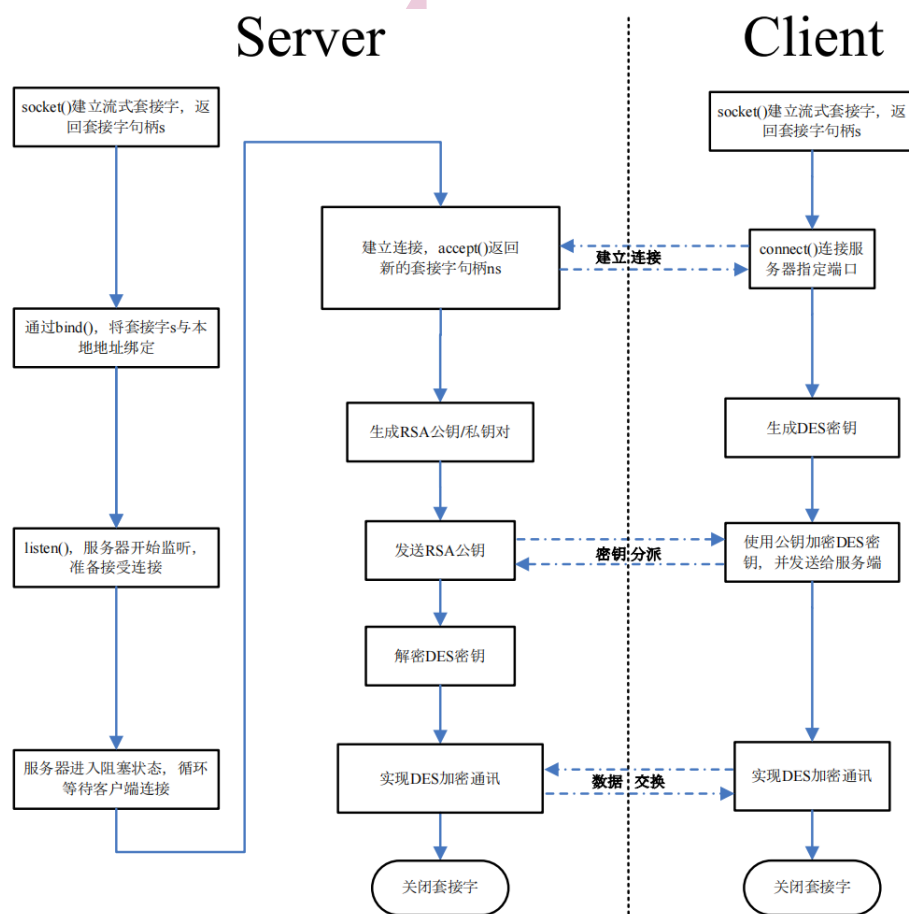 Server
Client
socket()建立流式套接字，返
回套接字句柄s
通过bind()，将套接字s与本
地地址绑定
listen()，服务器开始监听，
准备接受连接
服务器进入阻塞状态，循环
等待客户端连接
建立连接，accept()返回
新的套接字句柄ns
生成RSA公钥/私钥对
发送RSA公钥
解密DES密钥
实现DES加密通讯
关闭套接字
建立 连接
密钥 分派
数据 交换
socket()建立流式套接字，返
回套接字句柄s
connect()连接服
务器指定端口
生成DES密钥
使用公钥加密DES密
钥，并发送给服务端
实现DES加密通讯
关闭套接字